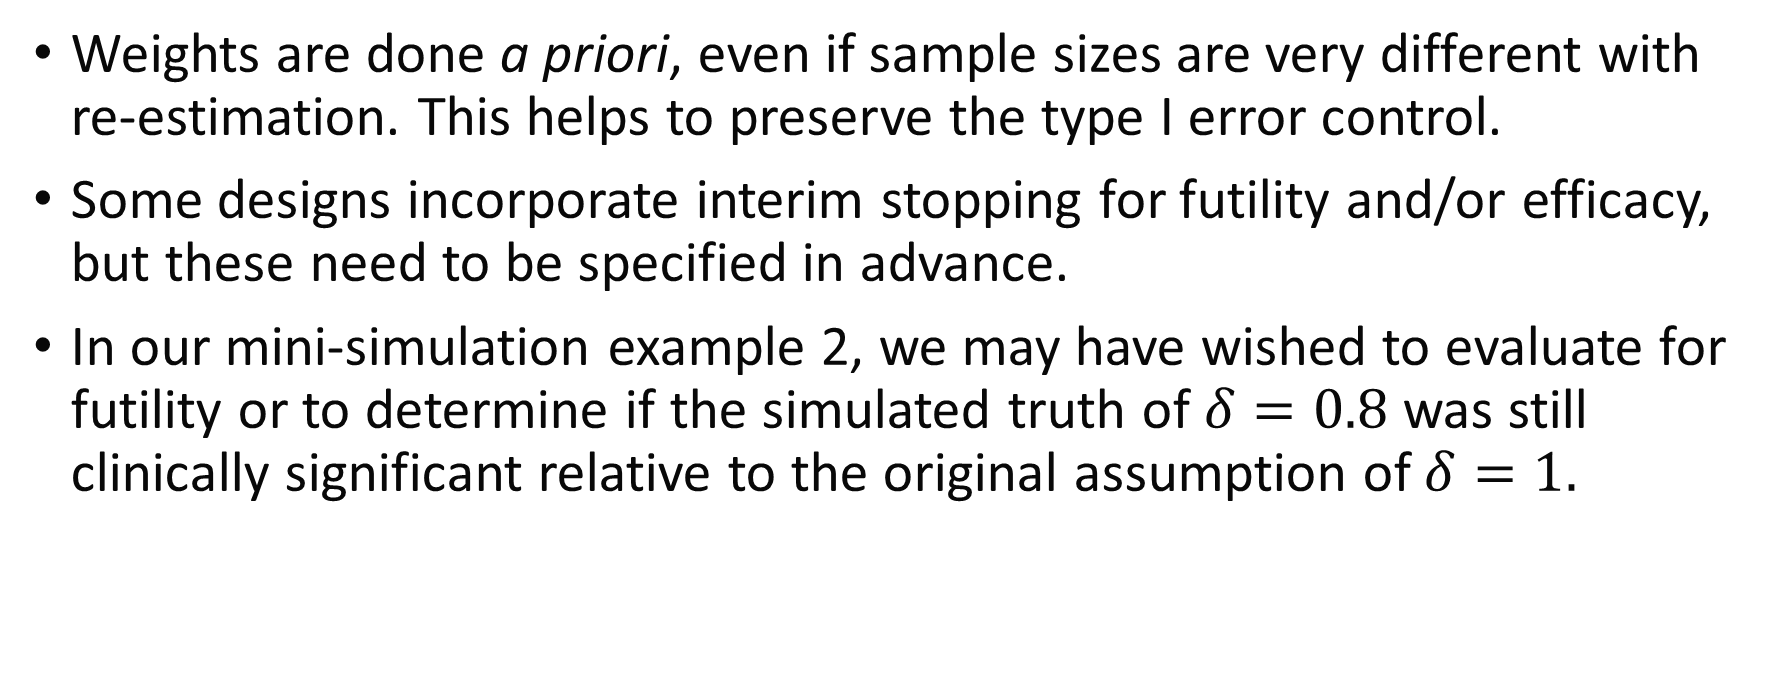 • Weights are done a priori, even if sample sizes are very different with
re-estimation. This helps to preserve the type I error control.
• Some designs incorporate interim stopping for futility and/or efficacy,
but these need to be specified in advance.
• In our mini-simulation example 2, we may have wished to evaluate for
futility or to determine if the simulated truth of δ = 0.8 was still
clinically significant relative to the original assumption of δ = 1.